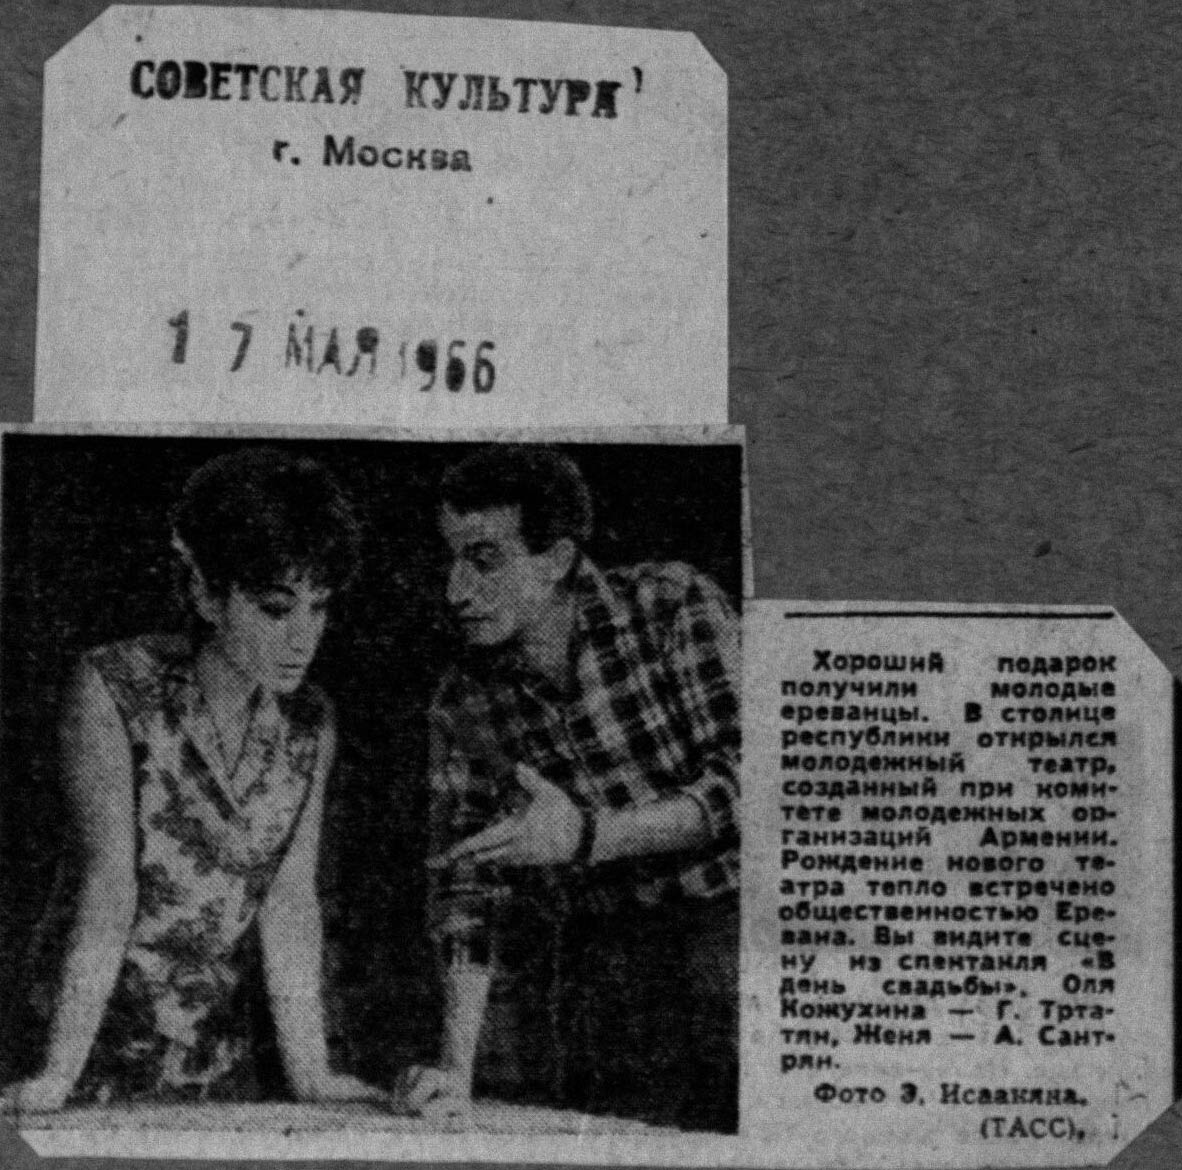 СОВЕТСКАЯ КУЛЬТУРА
г. Москва
17 МАЯ 1966
Хороший подарок
получили молодые
ереванцы. В столице
республики открылся
молодежный театр,
созданный при коми-
тете молодежных ор-
ганизаций Армении.
Рождение нового те-
атра тепло встречено
общественностью Ере-
вана. Вы видите сце-
ну из спектакля «В
день свадьбы». Оля
Кожухина — Г. Трта-
тян, Женя — А. Сант-
рян.
Фото Э. Исаакяна.
(ТАСС).